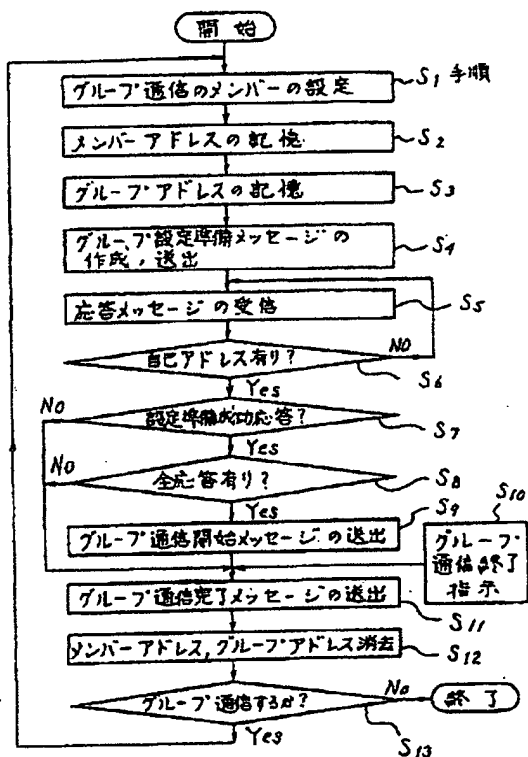 開始
グループ通信のメンバーの設定
S1 手順
メンバーアドレスの記憶
S2
グループアドレスの記憶
S3
グループ設定準備メッセージの
作成,送出
S4
応答メッセージの受信
S5
自己アドレス有り?
NO
S6
Yes
No
設定準備成功応答?
S7
Yes
No
全応答有り?
S8
Yes
S9
S10
グループ通信開始メッセージの送出
グループ
通信終了
指示
グループ通信完了メッセージの送出
S11
メンバーアドレス,グループアドレス消去
S12
グループ通信するか?
No
終了
S13
Yes